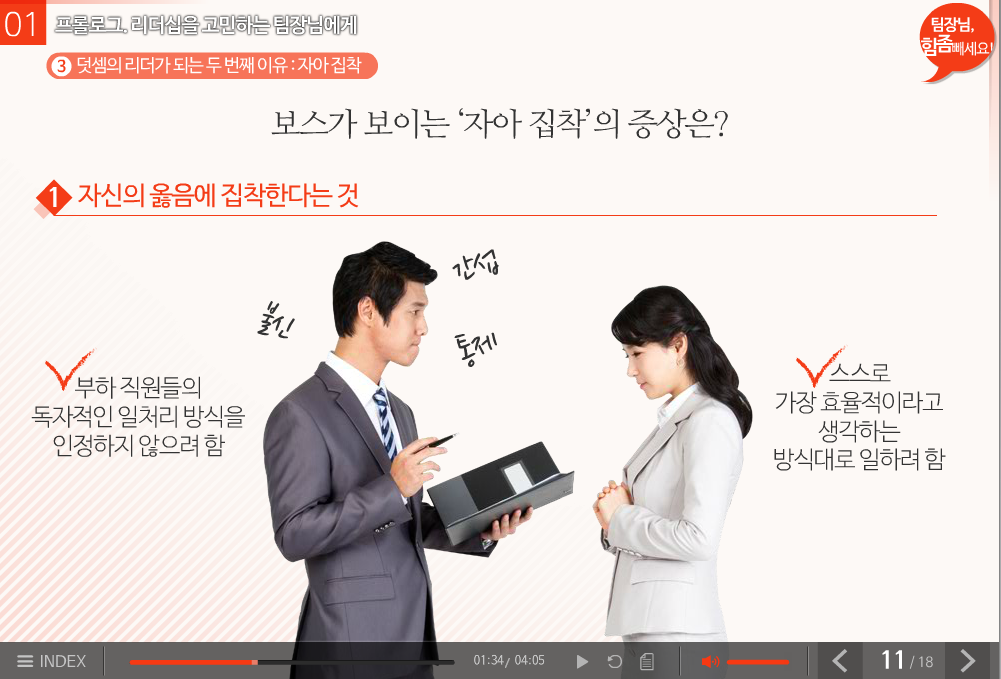 01 프롤로그. 리더십을 고민하는 팀장님에게
팀장님,
힘 좀 빼세요!
3 덧셈의 리더가 되는 두 번째 이유 : 자아 집착
보스가 보이는 ‘자아 집착’의 증상은?
1 자신의 옳음에 집착한다는 것
간섭
불신
통제
부하 직원들의
독자적인 일처리 방식을
인정하지 않으려 함
스스로
가장 효율적이라고
생각하는
방식대로 일하려 함
INDEX
01:34/ 04:05
11 / 18